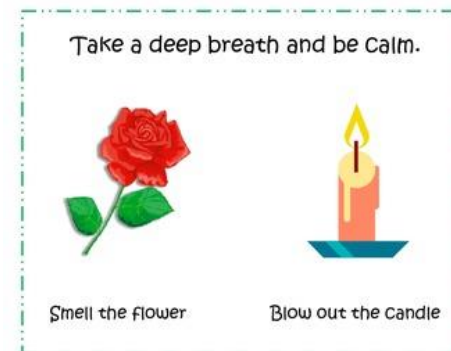 Take a deep breath and be calm.
Smell the flower
Blow out the candle